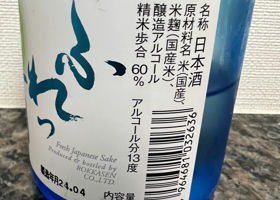 ふ
れ
っ
Fresh Japanese Sake
Produced & bottled by
ROKKASEN
CO.,LTD.
製造年月24.04
名称 日本酒
原材料名 米(国産)、
米麹(国産米)、
醸造アルコール
精米歩合 60%
アルコール分13度
内容
9964681032636